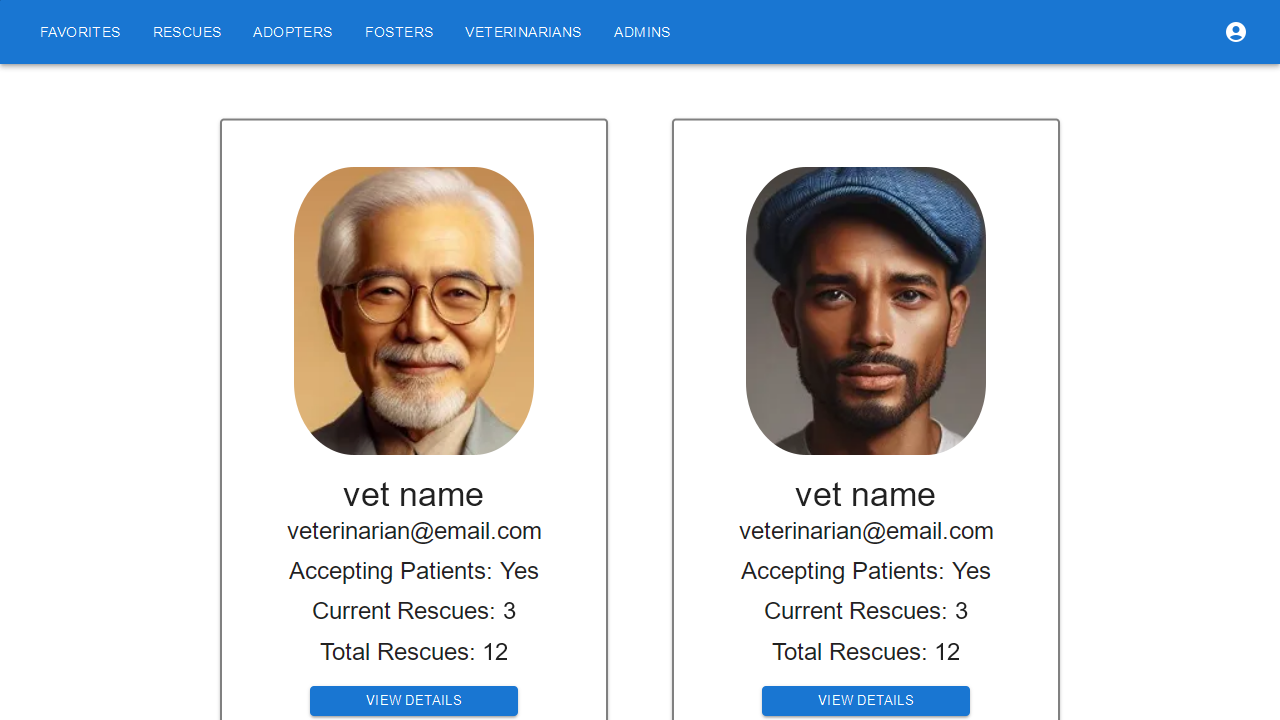 FAVORITES RESCUES ADOPTERS FOSTERS VETERINARIANS ADMINS
vet name
veterinarian@email.com
Accepting Patients: Yes
Current Rescues: 3
Total Rescues: 12
VIEW DETAILS
vet name
veterinarian@email.com
Accepting Patients: Yes
Current Rescues: 3
Total Rescues: 12
VIEW DETAILS